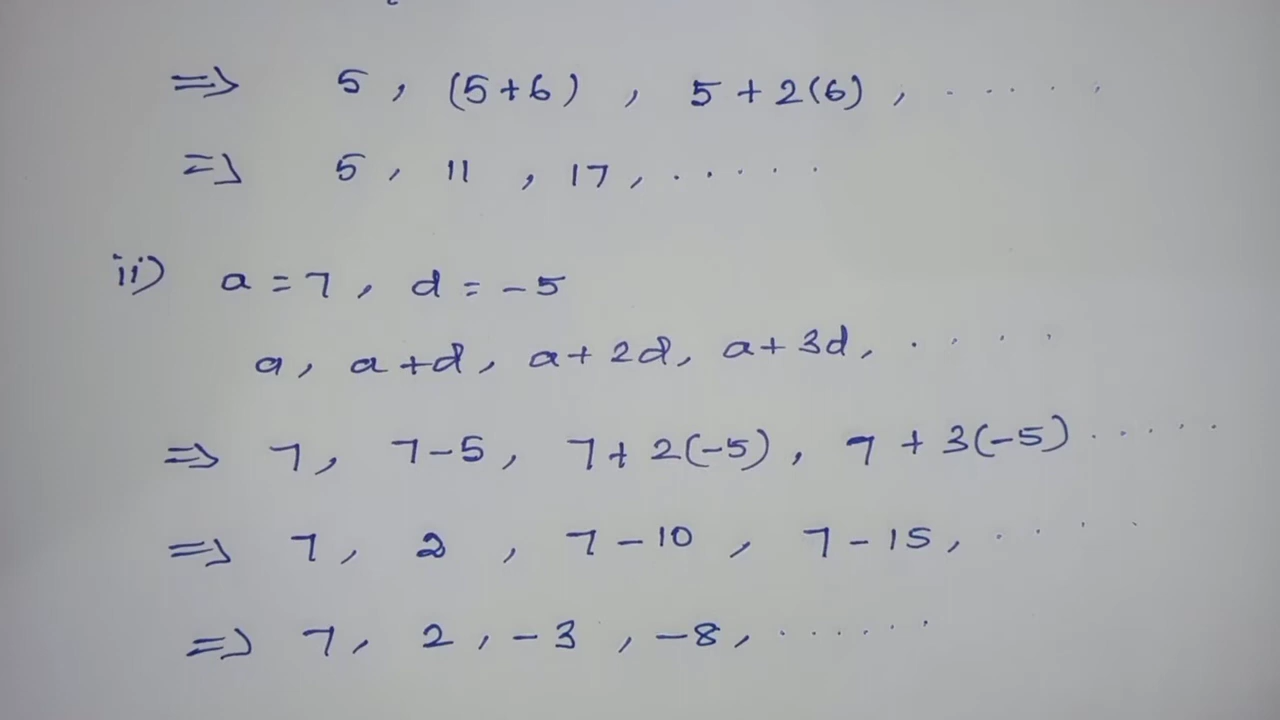 => 5, (5+6), 5+2(6), .....,
=> 5, 11, 17, .....
ii) a=7, d=-5
a, a+d, a+2d, a+3d, ....
=> 7, 7-5, 7+2(-5), 7+3(-5).....
=> 7, 2, 7-10, 7-15, ....
=> 7, 2, -3, -8, ......